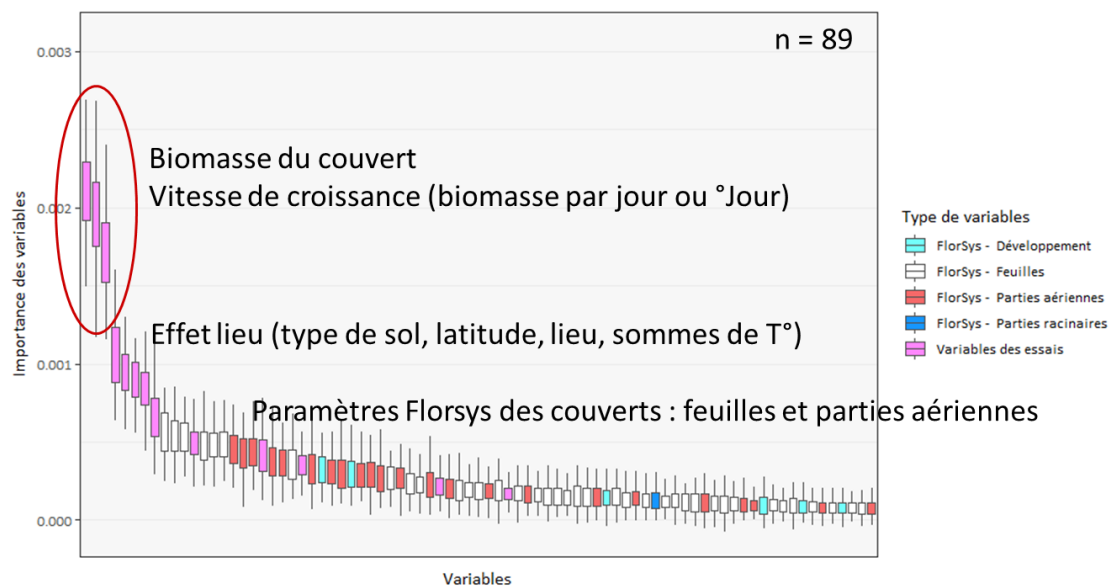 n = 89
0.003
0.002
0.001
0.000
Importance des variables
Biomasse du couvert
Vitesse de croissance (biomasse par jour ou °Jour)
Effet lieu (type de sol, latitude, lieu, sommes de T°)
Paramètres Florsys des couverts : feuilles et parties aériennes
Variables
Type de variables
FlorSys - Développement
FlorSys - Feuilles
FlorSys - Parties aériennes
FlorSys - Parties racinaires
Variables des essais